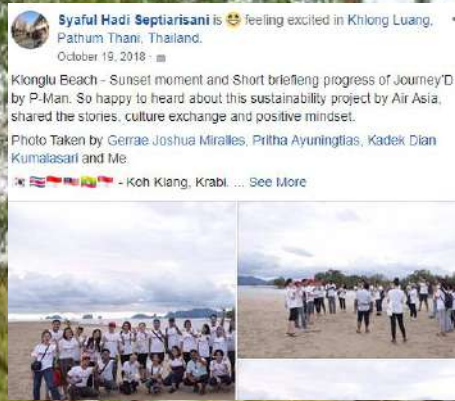 Syaful Hadi Septiarisani is 😆 feeling excited in Khlong Luang,
Pathum Thani, Thailand.
October 19, 2018 ·
Klonglu Beach - Sunset moment and Short briefieng progress of Journey'D
by P-Man. So happy to heard about this sustainability project by Air Asia,
shared the stories, culture exchange and positive mindset.
Photo Taken by Gerrae Joshua Miralles, Pritha Ayuningtias, Kadek Dian
Kumalasari and Me.
- Koh Klang, Krabi. ... See More